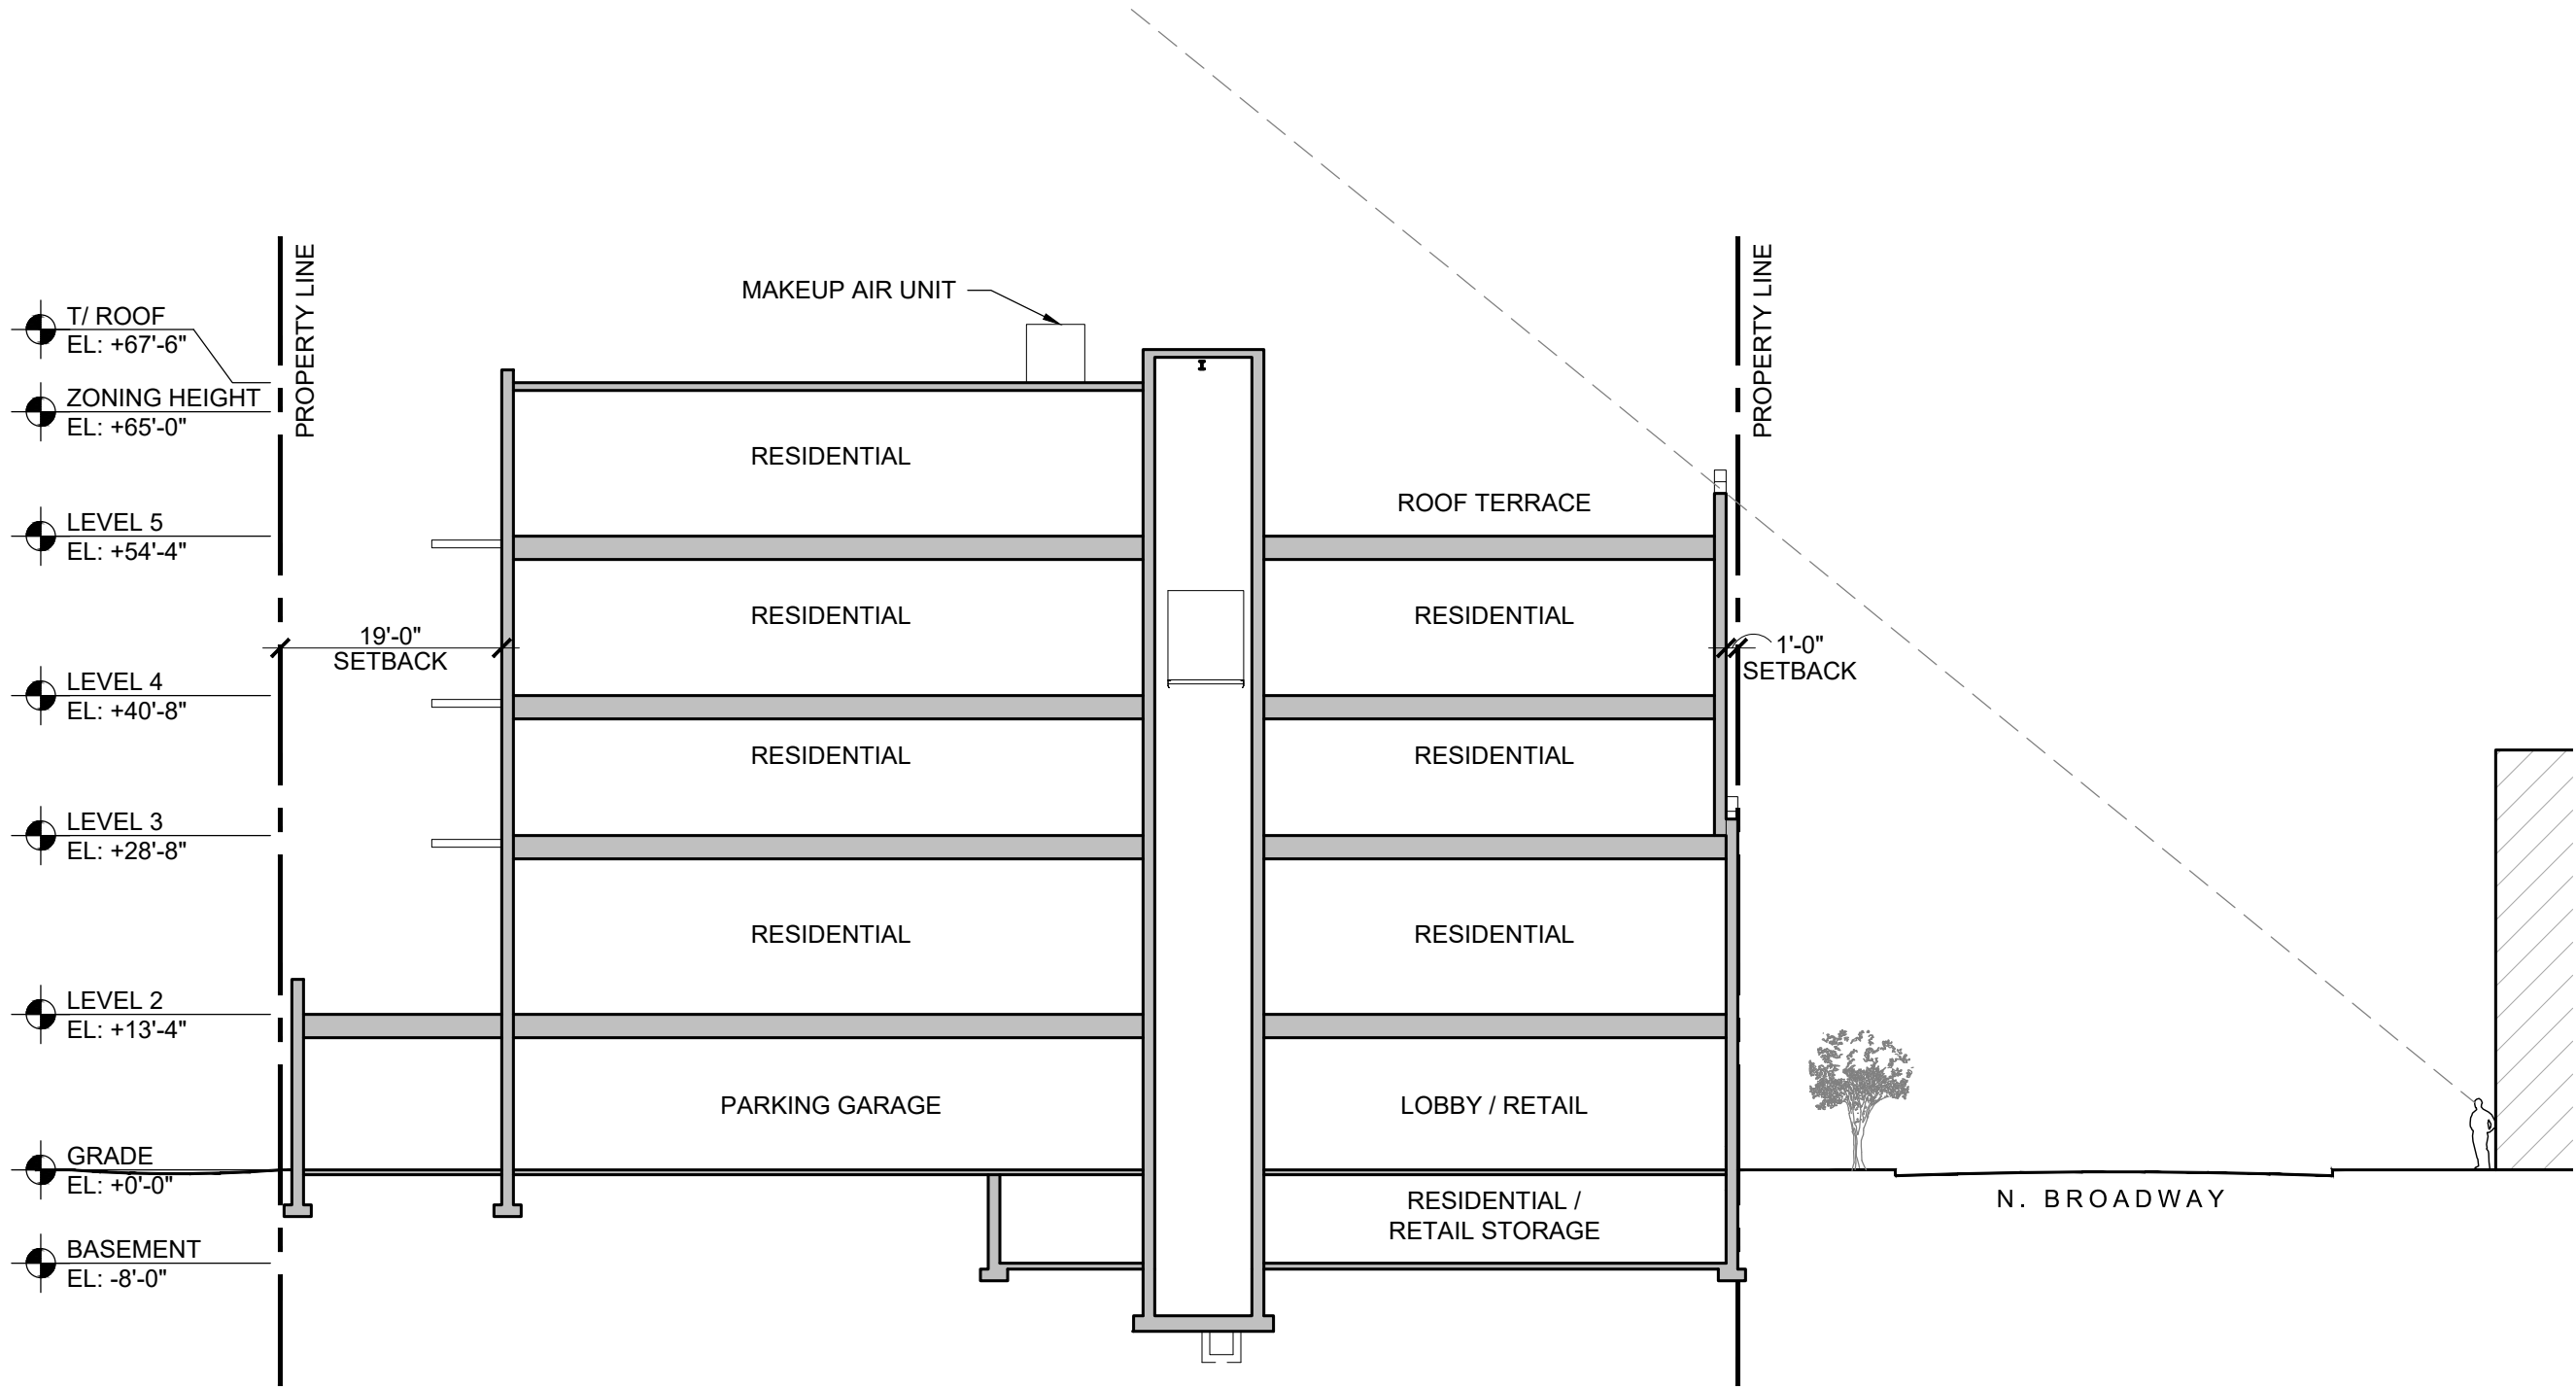 PROPERTY LINE
PROPERTY LINE
MAKEUP AIR UNIT
T/ ROOF
EL: +67'-6"
ZONING HEIGHT
EL: +65'-0"
RESIDENTIAL
ROOF TERRACE
LEVEL 5
EL: +54'-4"
RESIDENTIAL
RESIDENTIAL
19'-0"
SETBACK
1'-0"
SETBACK
LEVEL 4
EL: +40'-8"
RESIDENTIAL
RESIDENTIAL
LEVEL 3
EL: +28'-8"
RESIDENTIAL
RESIDENTIAL
LEVEL 2
EL: +13'-4"
PARKING GARAGE
LOBBY / RETAIL
GRADE
EL: +0'-0"
RESIDENTIAL /
RETAIL STORAGE
N. BROADWAY
BASEMENT
EL: -8'-0"